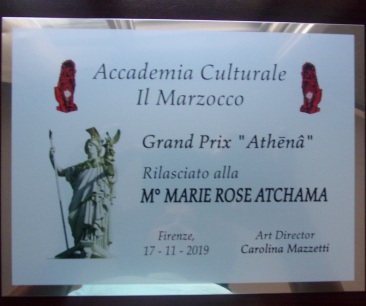 Accademia Culturale
Il Marzocco
Grand Prix "Athēnâ"
Rilasciato alla
M° MARIE ROSE ATCHAMA
Firenze,
17 - 11 - 2019
Art Director
Carolina Mazzetti